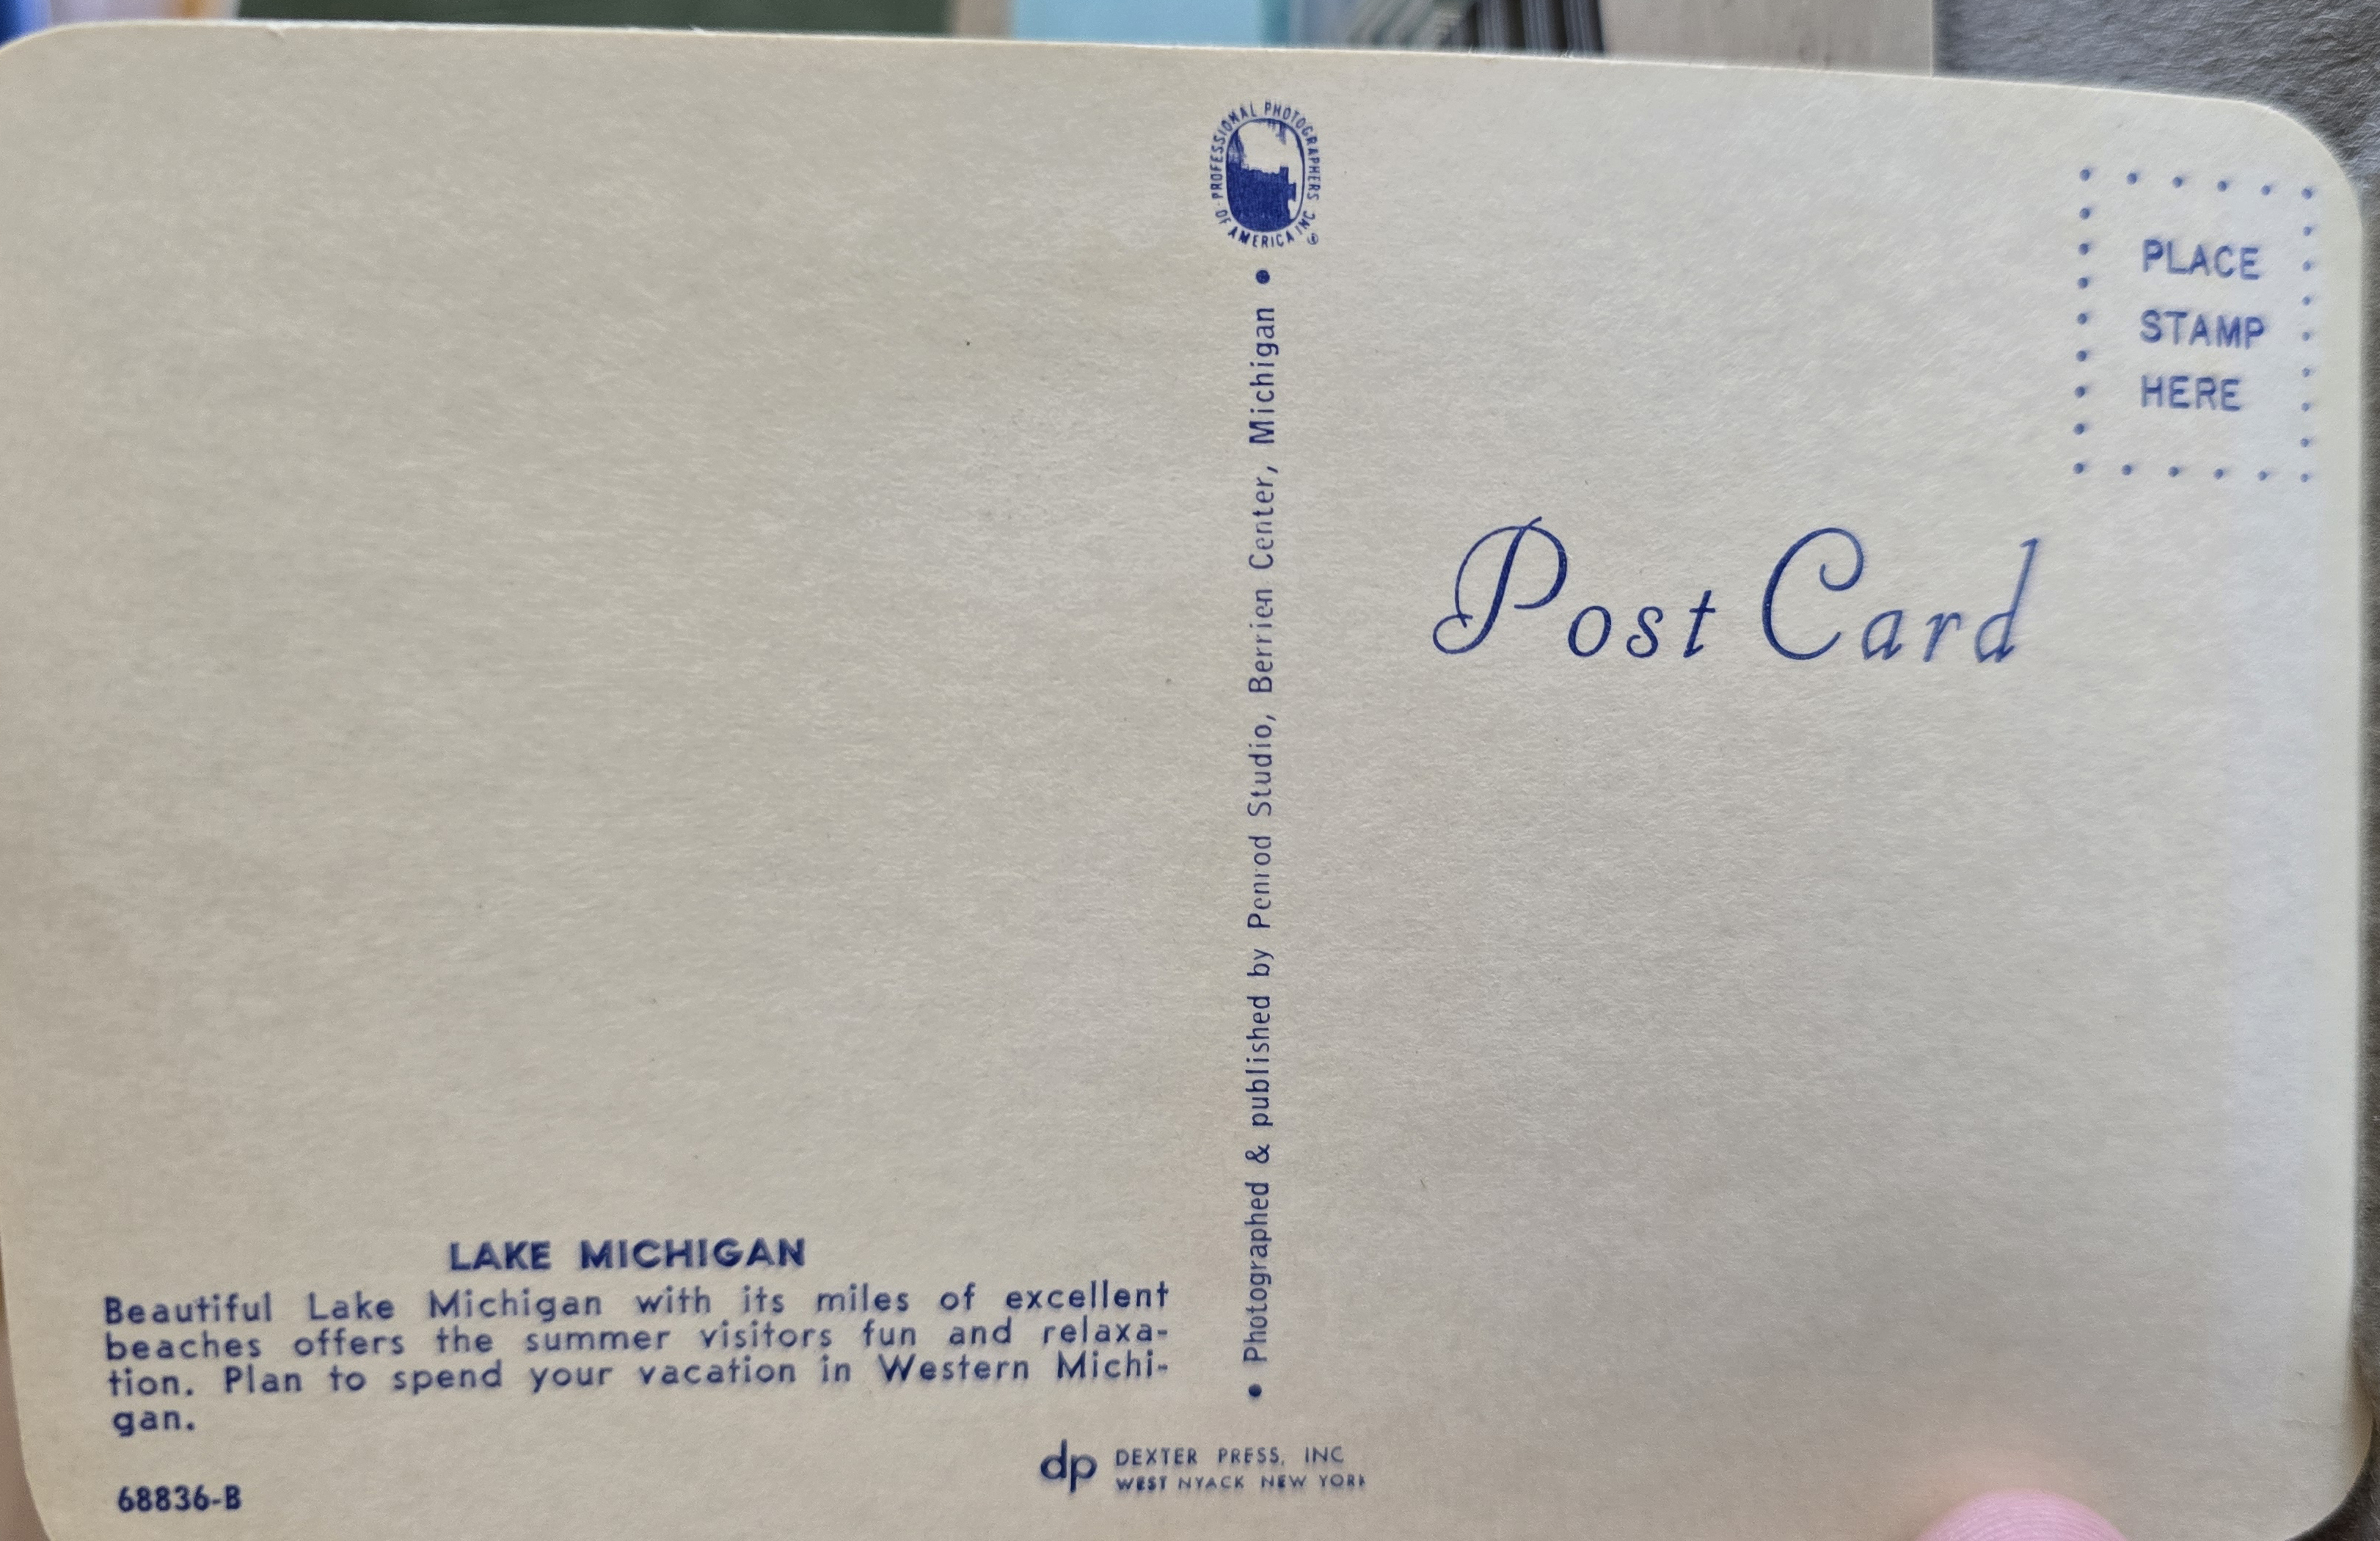 PROFESSIONAL PHOTOGRAPHERS
OF AMERICA INC
PLACE
STAMP
HERE
Post Card
• Photographed & published by Penrod Studio, Berrien Center, Michigan •
LAKE MICHIGAN
Beautiful Lake Michigan with its miles of excellent
beaches offers the summer visitors fun and relaxa-
tion. Plan to spend your vacation in Western Michi-
gan.
68836-B
dp
DEXTER PRESS, INC
WEST NYACK NEW YORK